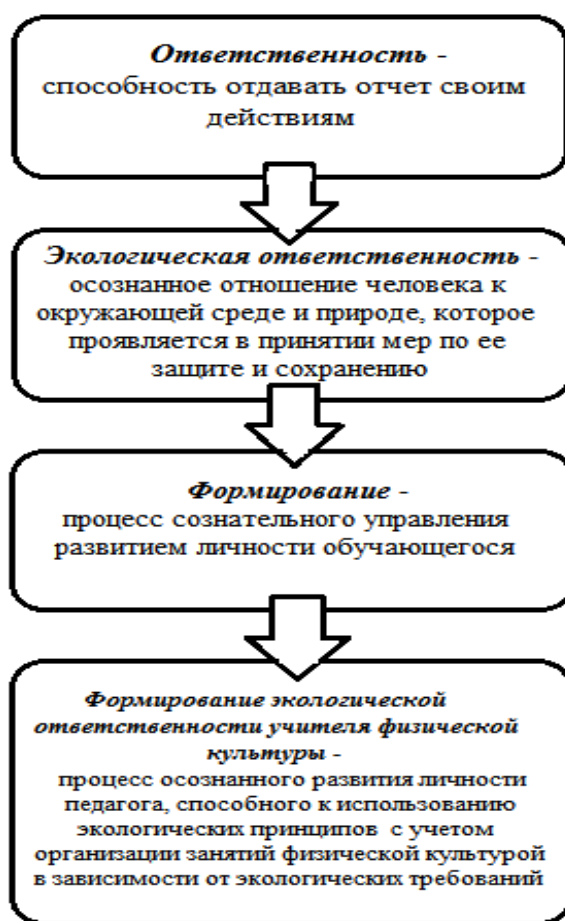 Ответственность -
способность отдавать отчет своим
действиям
Экологическая ответственность -
осознанное отношение человека к
окружающей среде и природе, которое
проявляется в принятии мер по ее
защите и сохранению
Формирование -
процесс сознательного управления
развитием личности обучающегося
Формирование экологической
ответственности учителя физической
культуры -
процесс осознанного развития личности
педагога, способного к использованию
экологических принципов с учетом
организации занятий физической культурой
в зависимости от экологических требований